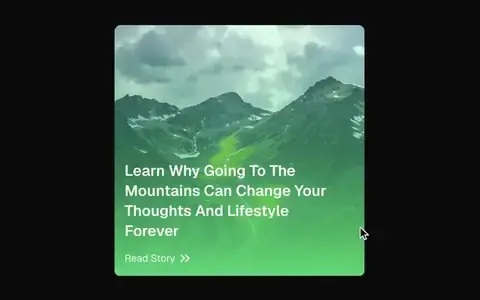 Learn Why Going To The
Mountains Can Change Your
Thoughts And Lifestyle
Forever
Read Story